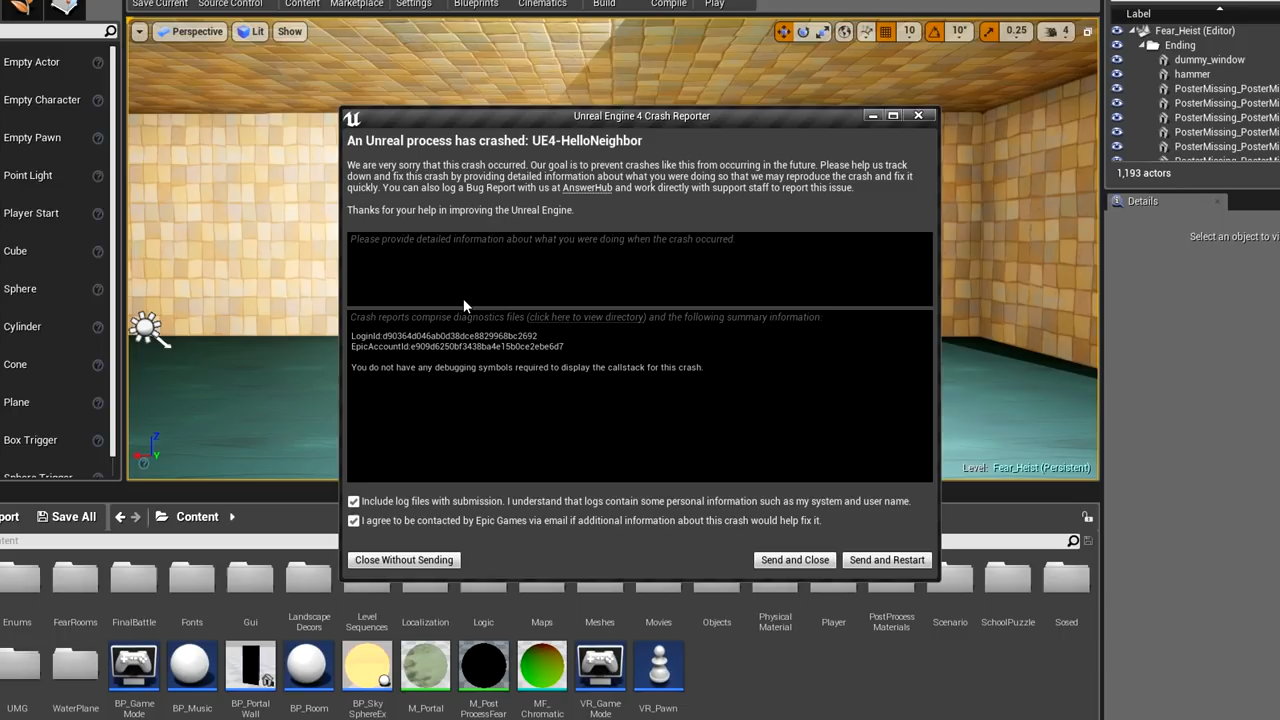 Save Current Source Control Content Marketplace Settings Blueprints Cinematics Build Compile Play
Perspective Lit Show 10 10° 0.25 4
Label
Fear_Heist (Editor)
Ending
dummy_window
hammer
PosterMissing_PosterMi
PosterMissing_PosterMi
PosterMissing_PosterMi
PosterMissing_PosterMi
PosterMissing_PosterMi
1,193 actors
Details
Select an object to vi
Empty Actor
Empty Character
Empty Pawn
Point Light
Player Start
Cube
Sphere
Cylinder
Cone
Plane
Box Trigger
Sphere Trigger
Unreal Engine 4 Crash Reporter
An Unreal process has crashed: UE4-HelloNeighbor
We are very sorry that this crash occurred. Our goal is to prevent crashes like this from occurring in the future. Please help us track
down and fix this crash by providing detailed information about what you were doing so that we may reproduce the crash and fix it
quickly. You can also log a Bug Report with us at AnswerHub and work directly with support staff to report this issue.
Thanks for your help in improving the Unreal Engine.
Please provide detailed information about what you were doing when the crash occurred.
Crash reports comprise diagnostics files (click here to view directory) and the following summary information:
LoginId:d90364d046ab0d38dce8829968bc2692
EpicAccountId:e909d6250bf3438ba4e15b0ce2ebe6d7
You do not have any debugging symbols required to display the callstack for this crash.
Include log files with submission. I understand that logs contain some personal information such as my system and user name.
I agree to be contacted by Epic Games via email if additional information about this crash would help fix it.
Close Without Sending Send and Close Send and Restart
Z
Y
Level: Fear_Heist (Persistent)
port Save All Content
ntent
Enums FearRooms FinalBattle Fonts Gui Landscape Decors Level Sequences Localization Logic Maps Meshes Movies Objects Physical Material Player PostProcess Materials Scenario SchoolPuzzle Sosed
UMG WaterPlane BP_Game Mode BP_Music BP_Portal Wall BP_Room BP_Sky SphereEx M_Portal M_Post ProcessFear MF_ Chromatic VR_Game Mode VR_Pawn